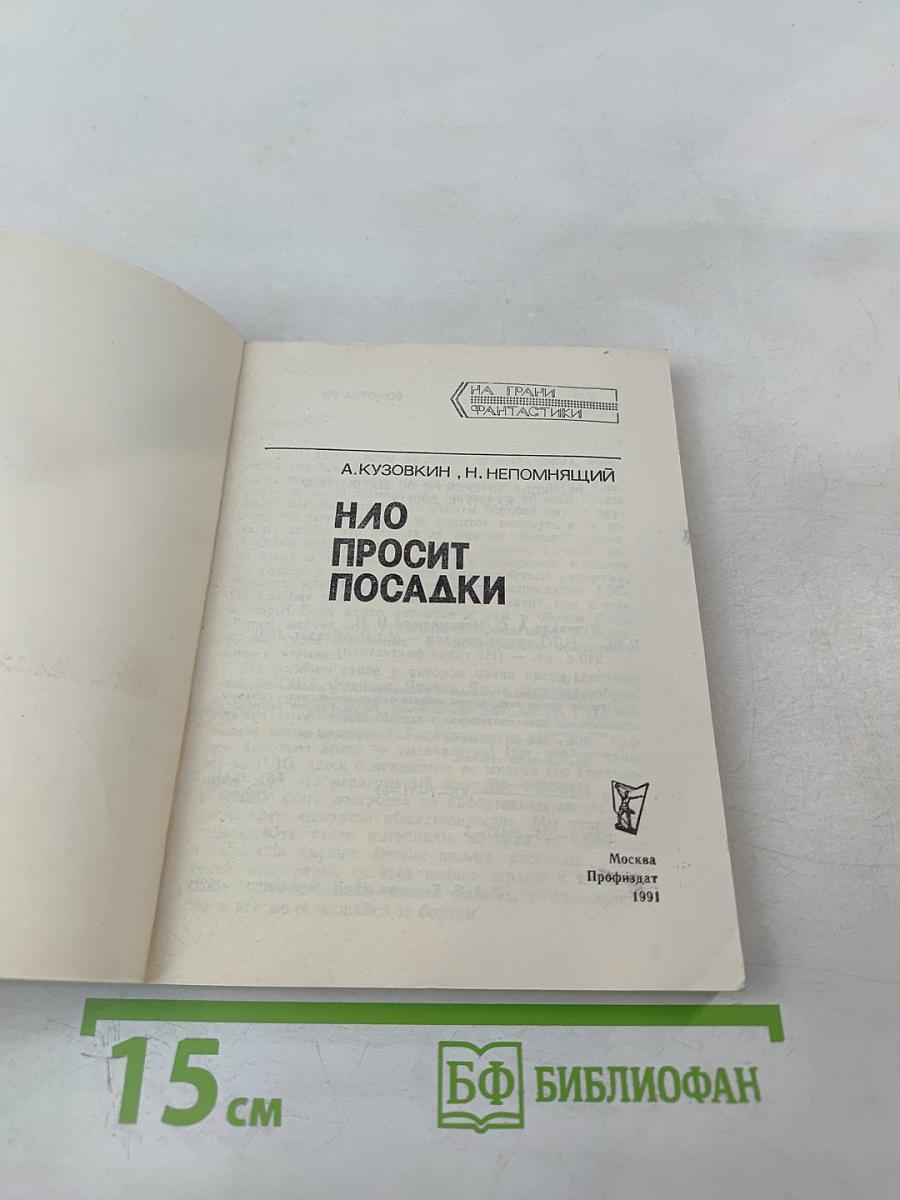 НА ГРАНИ
ФАНТАСТИКИ
А.КУЗОВКИН, Н. НЕПОМНЯЩИЙ
НЛО
ПРОСИТ
ПОСАДКИ
Москва
Профиздат
1991
15 см
БФ БИБЛИОФАН